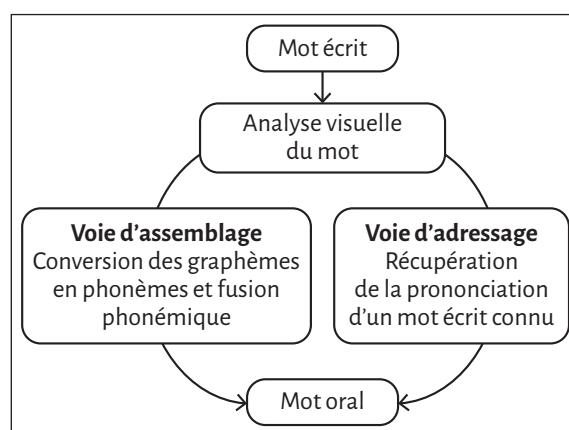 Mot écrit
Analyse visuelle
du mot
Voie d’assemblage
Conversion des graphèmes
en phonèmes et fusion
phonémique
Voie d’adressage
Récupération
de la prononciation
d’un mot écrit connu
Mot oral